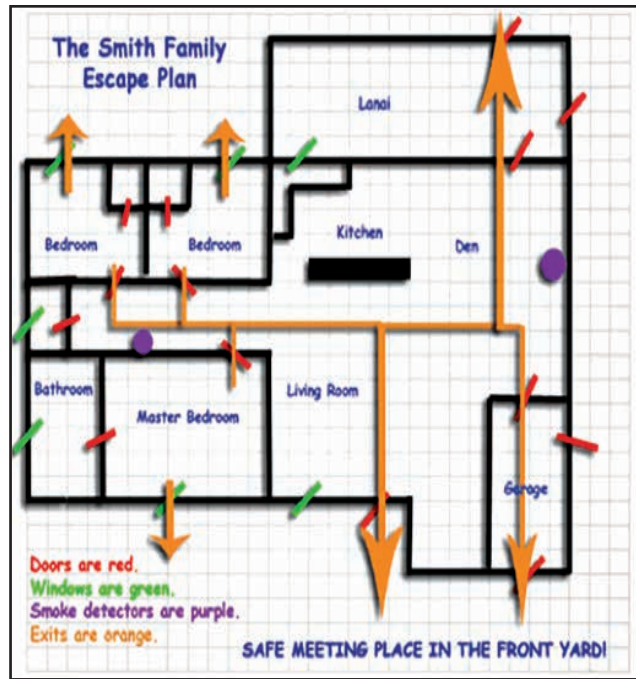 The Smith Family
Escape Plan
Lanai
Bedroom
Bedroom
Kitchen
Den
Bathroom
Master Bedroom
Living Room
Garage
Doors are red.
Windows are green.
Smoke detectors are purple.
Exits are orange.
SAFE MEETING PLACE IN THE FRONT YARD!